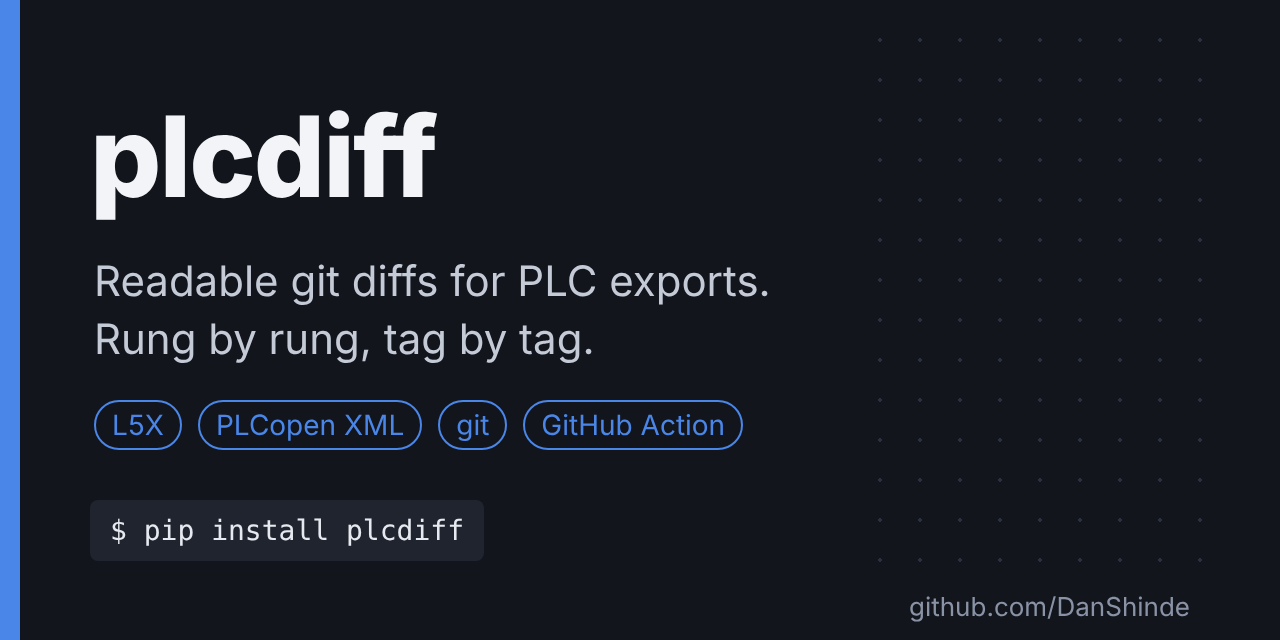 plcdiff
Readable git diffs for PLC exports.
Rung by rung, tag by tag.
L5X PLCopen XML git GitHub Action
$ pip install plcdiff
github.com/DanShinde